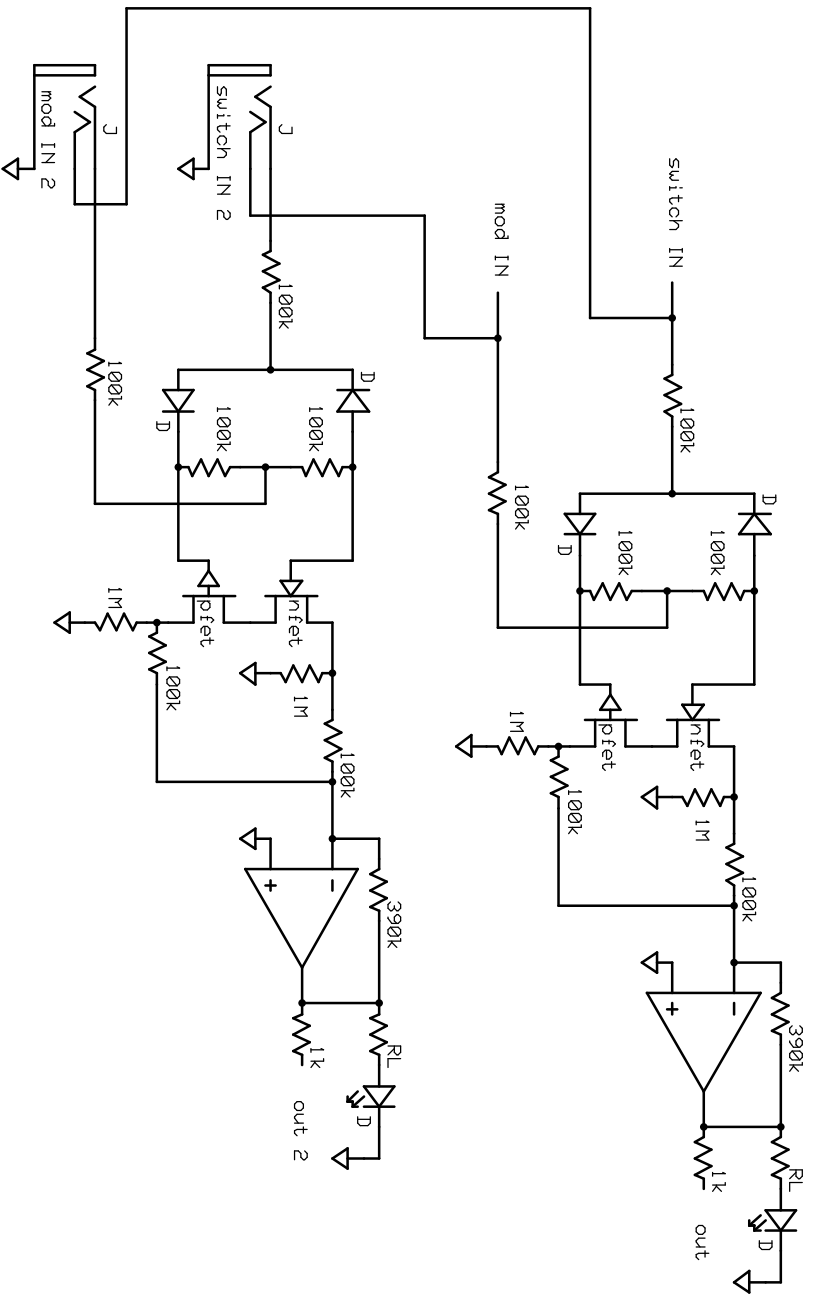 switch IN
100k
D
D
100k
100k
mod IN
100k
nfet
pfet
1M
1M
100k
100k
390k
-
+
RL
1k
D
out
J
switch IN 2
J
mod IN 2
100k
100k
D
D
100k
100k
nfet
pfet
1M
1M
100k
100k
390k
-
+
RL
1k
D
out 2